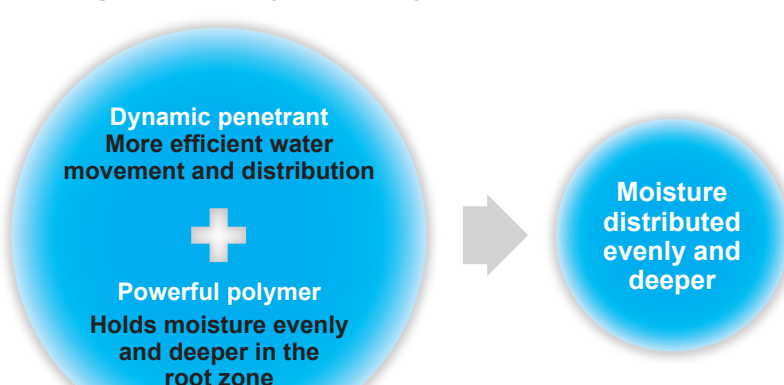 Dynamic penetrant
More efficient water
movement and distribution
Powerful polymer
Holds moisture evenly
and deeper in the
root zone
Moisture
distributed
evenly and
deeper